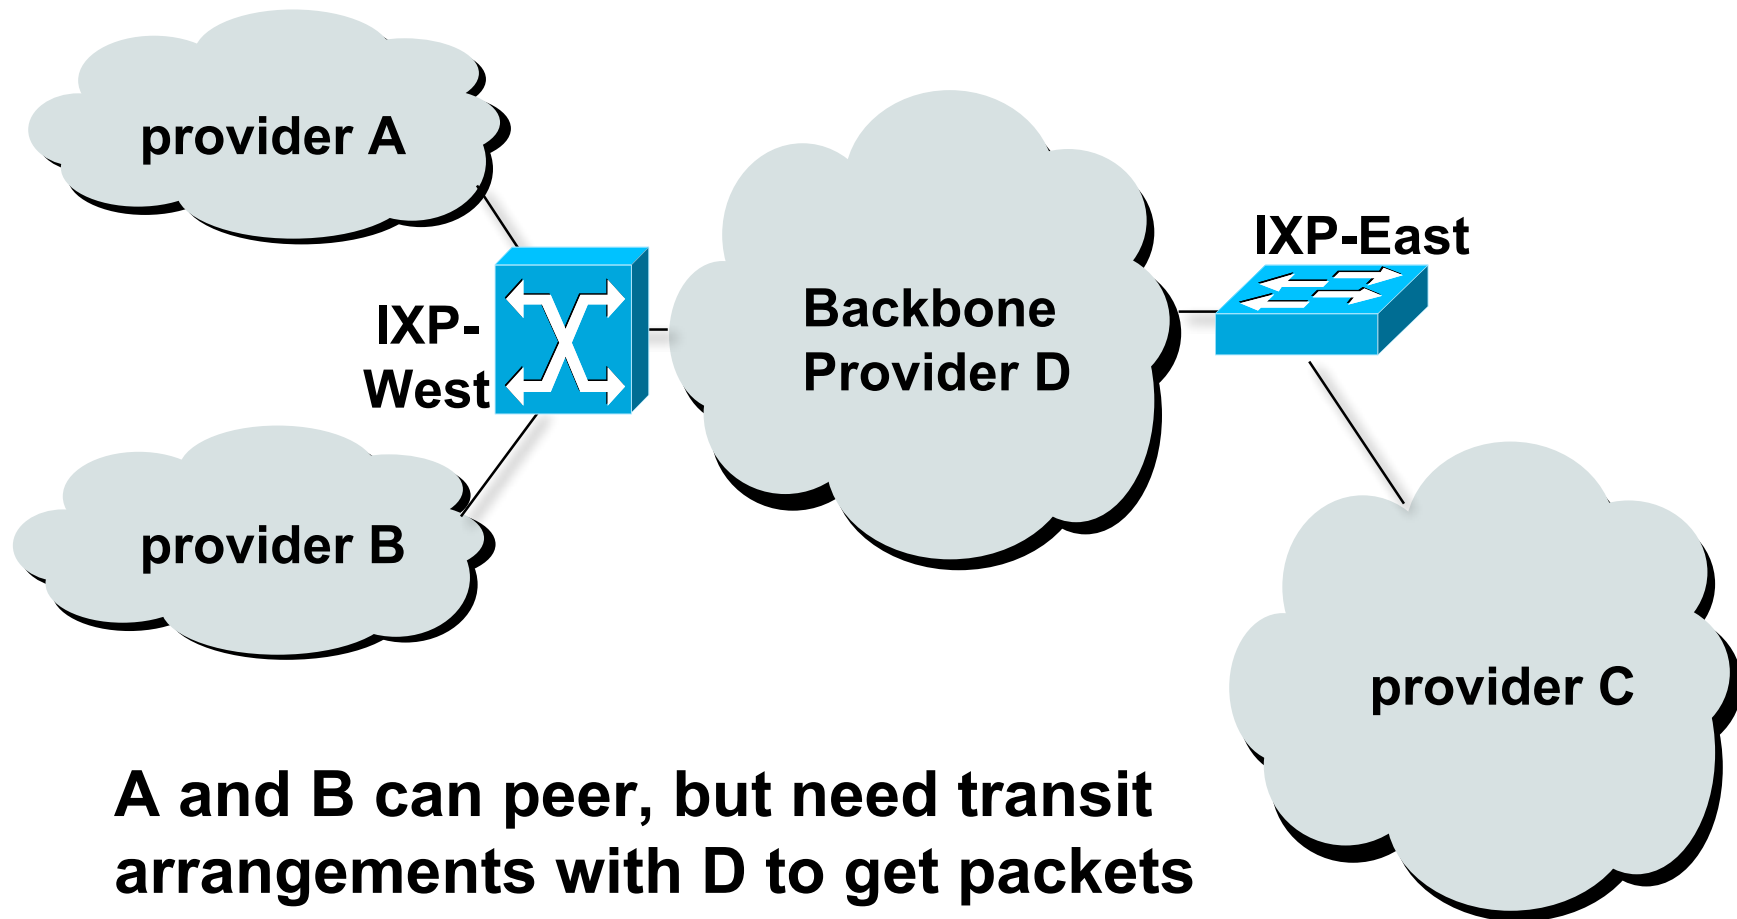 provider A
IXP-East
Backbone
Provider D
IXP-
West
provider B
provider C
A and B can peer, but need transit
arrangements with D to get packets